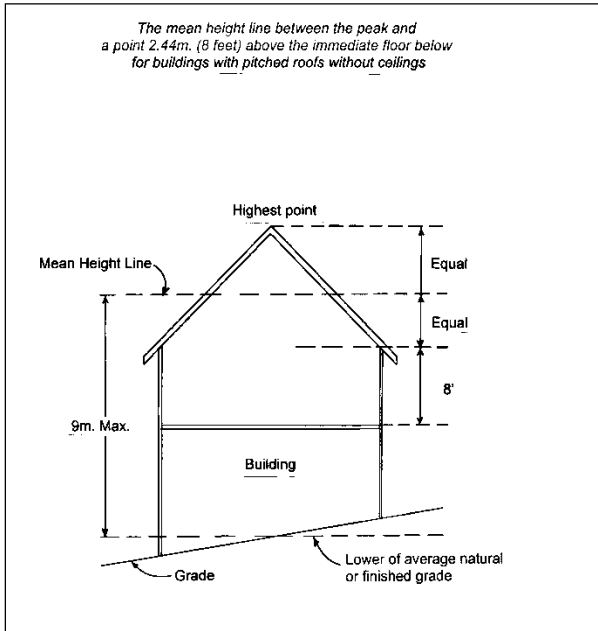 The mean height line between the peak and
a point 2.44m. (8 feet) above the immediate floor below
for buildings with pitched roofs without ceilings
Highest point
Mean Height Line
Equal
Equal
8'
9m. Max.
Building
Lower of average natural
or finished grade
Grade